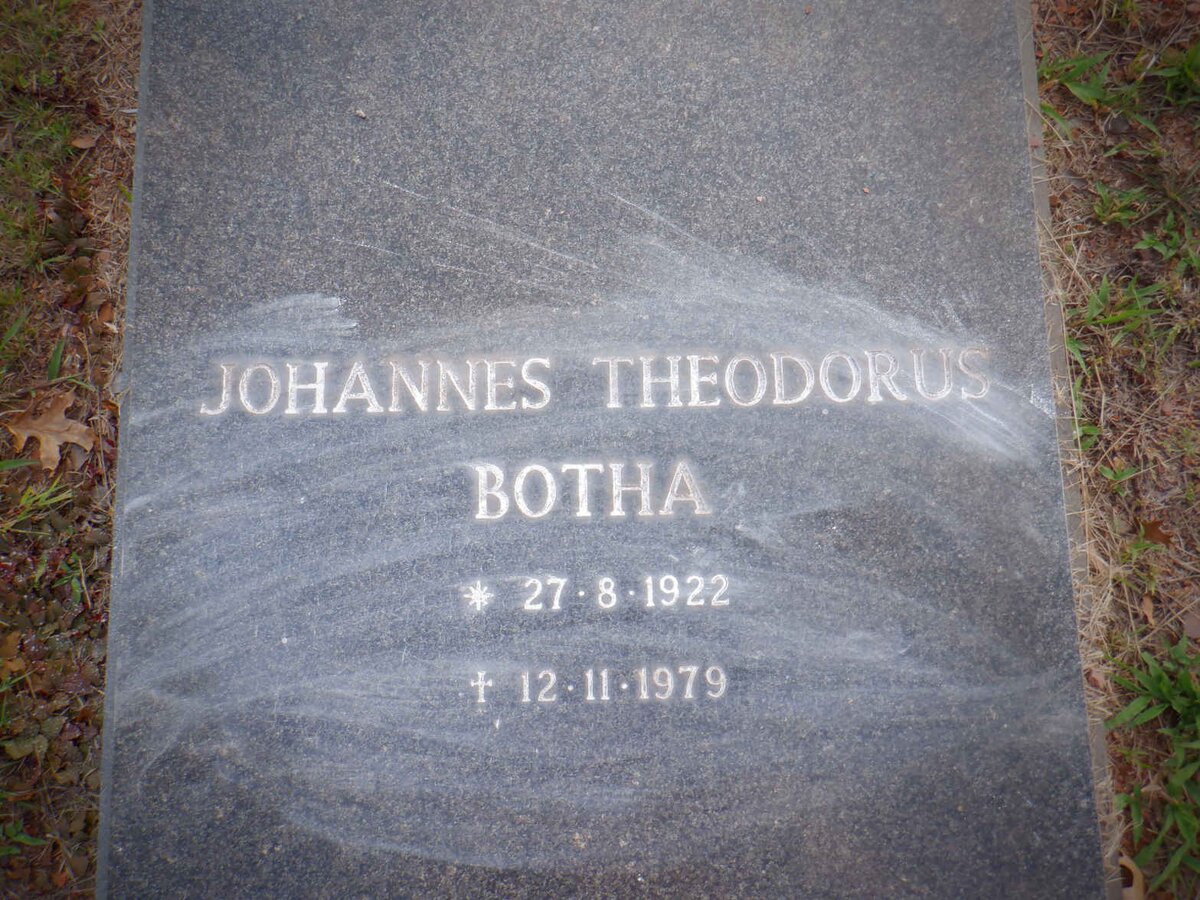 JOHANNES THEODORUS
BOTHA
* 27·8·1922
† 12·11·1979